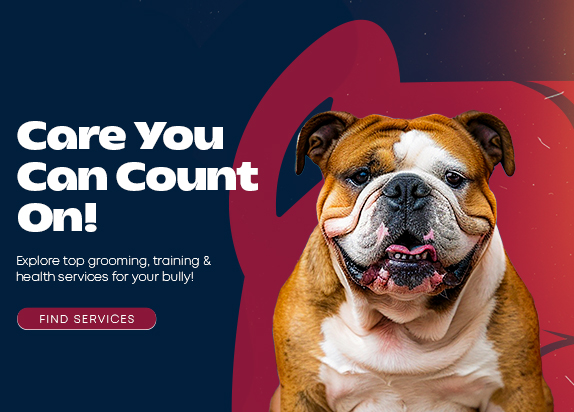 Care You
Can Count
On!
Explore top grooming, training &
health services for your bully!
FIND SERVICES